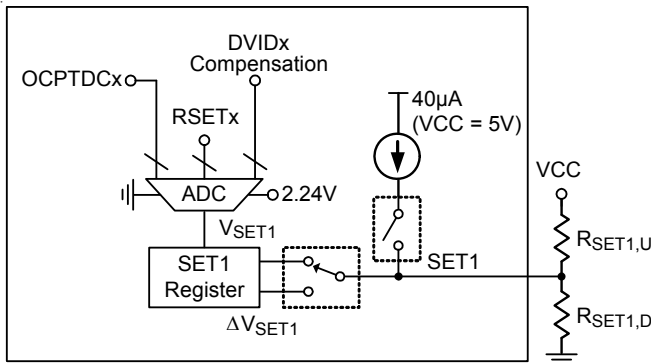 DVIDx
Compensation
OCPTDCx
RSETx
40µA
(VCC = 5V)
VCC
ADC
2.24V
VSET1
SET1
Register
SET1
RSET1,U
RSET1,D
ΔVSET1